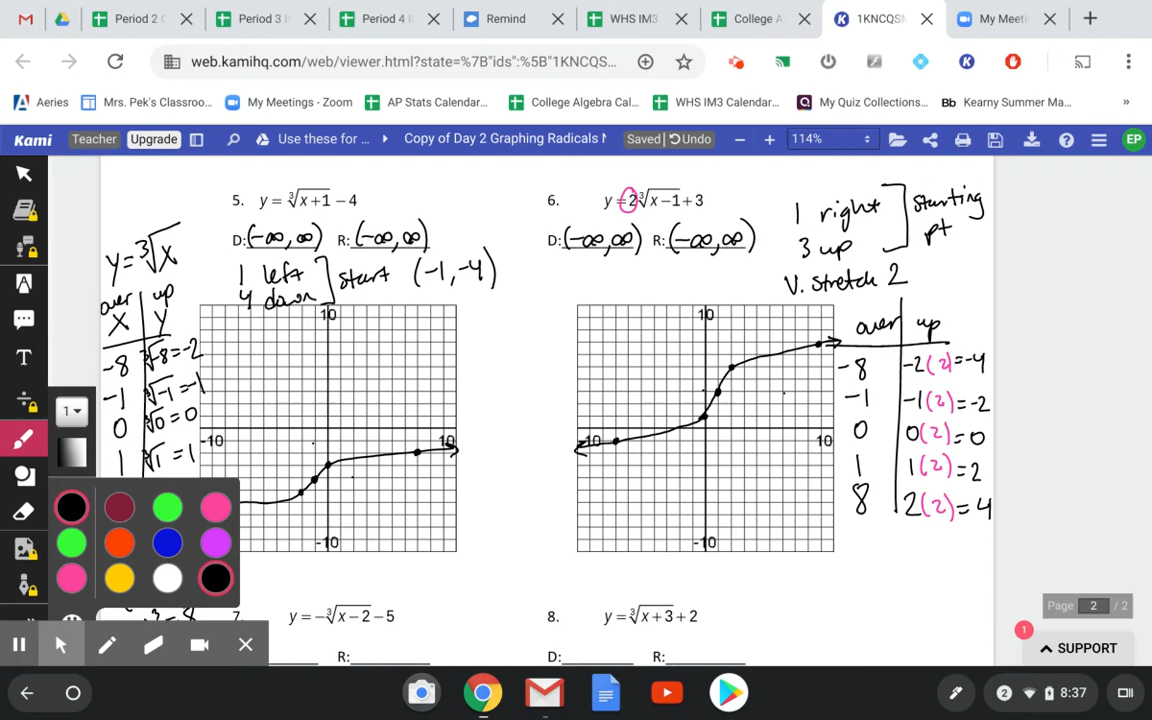 Period 2 (
Period 3 I
Period 4 I
Remind
WHS IM3
College A
1KNCQSM
My Meeti
web.kamihq.com/web/viewer.html?state=%7B"ids":%5B"1KNCQS...
Aeries
Mrs. Pek's Classroo...
My Meetings - Zoom
AP Stats Calendar...
College Algebra Cal...
WHS IM3 Calendar...
My Quiz Collections...
Bb Kearny Summer Ma...
»
Kami
Teacher
Upgrade
Use these for ...
Copy of Day 2 Graphing Radicals
Saved Undo
114%
EP
5. y = ∛(x+1) − 4
D: (-∞, ∞) R: (-∞, ∞)
1 left
4 down
start (-1, -4)
y = ∛x
over up
X Y
-8 ∛-8 = -2
-1 ∛-1 = -1
0 ∛0 = 0
1 ∛1 = 1
10
-10
10
-10
6. y = 2∛(x−1) + 3
D: (-∞, ∞) R: (-∞, ∞)
1 right
3 up
starting
pt
V. stretch 2
over up
-8 -2(2) = -4
-1 -1(2) = -2
0 0(2) = 0
1 1(2) = 2
8 2(2) = 4
10
-10
10
-10
1
7. y = −∛(x−2) − 5
R:
8. y = ∛(x+3) + 2
D: R:
Page 2 / 2
1
SUPPORT
2
8:37